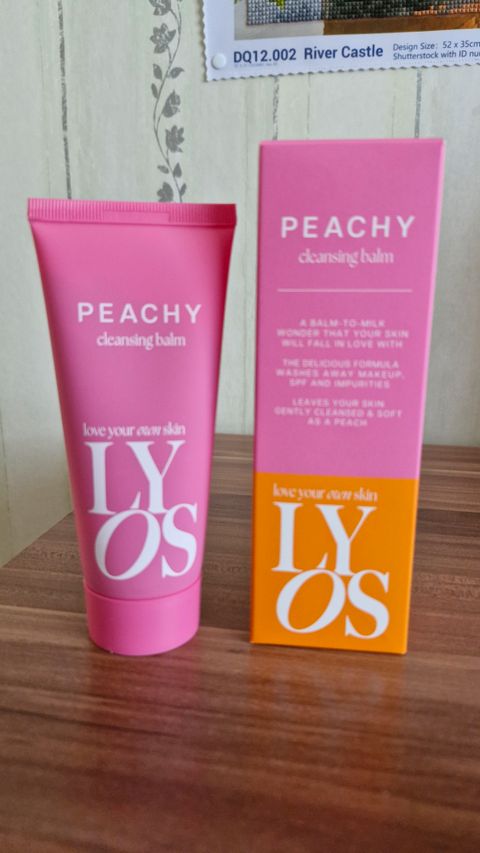 DQ12.002 River Castle
Design Size: 52 x 35cm
Shutterstock with ID
PEACHY
cleansing balm
love your own skin
LY
OS
PEACHY
cleansing balm
A BALM-TO-MILK
WONDER THAT YOUR SKIN
WILL FALL IN LOVE WITH
THE DELICIOUS FORMULA
WASHES AWAY MAKEUP,
SPF AND IMPURITIES
LEAVES YOUR SKIN
GENTLY CLEANSED & SOFT
AS A PEACH
love your own skin
LY
OS